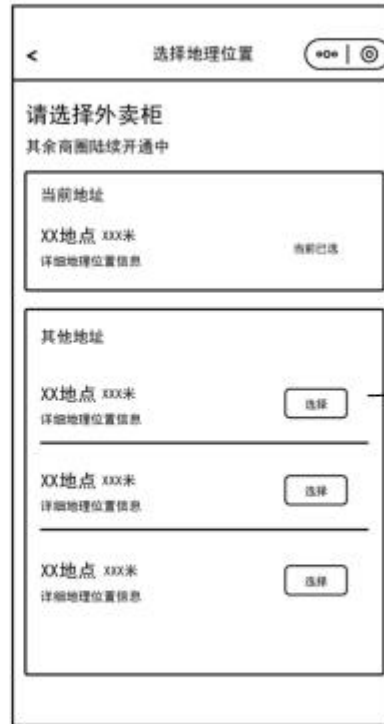 <
选择地理位置
请选择外卖柜
其余商圈陆续开通中
当前地址
XX地点 XXX米
详细地理位置信息
当前已选
其他地址
XX地点 XXX米
详细地理位置信息
选择
XX地点 XXX米
详细地理位置信息
选择
XX地点 XXX米
详细地理位置信息
选择